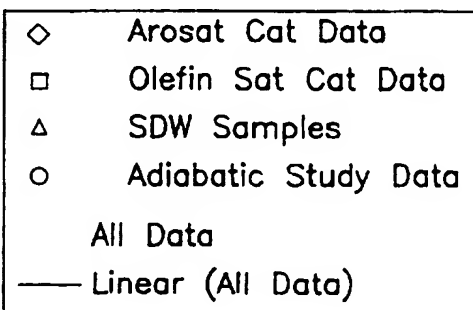 Arosat Cat Data
Olefin Sat Cat Data
SDW Samples
Adiabatic Study Data
All Data
Linear (All Data)